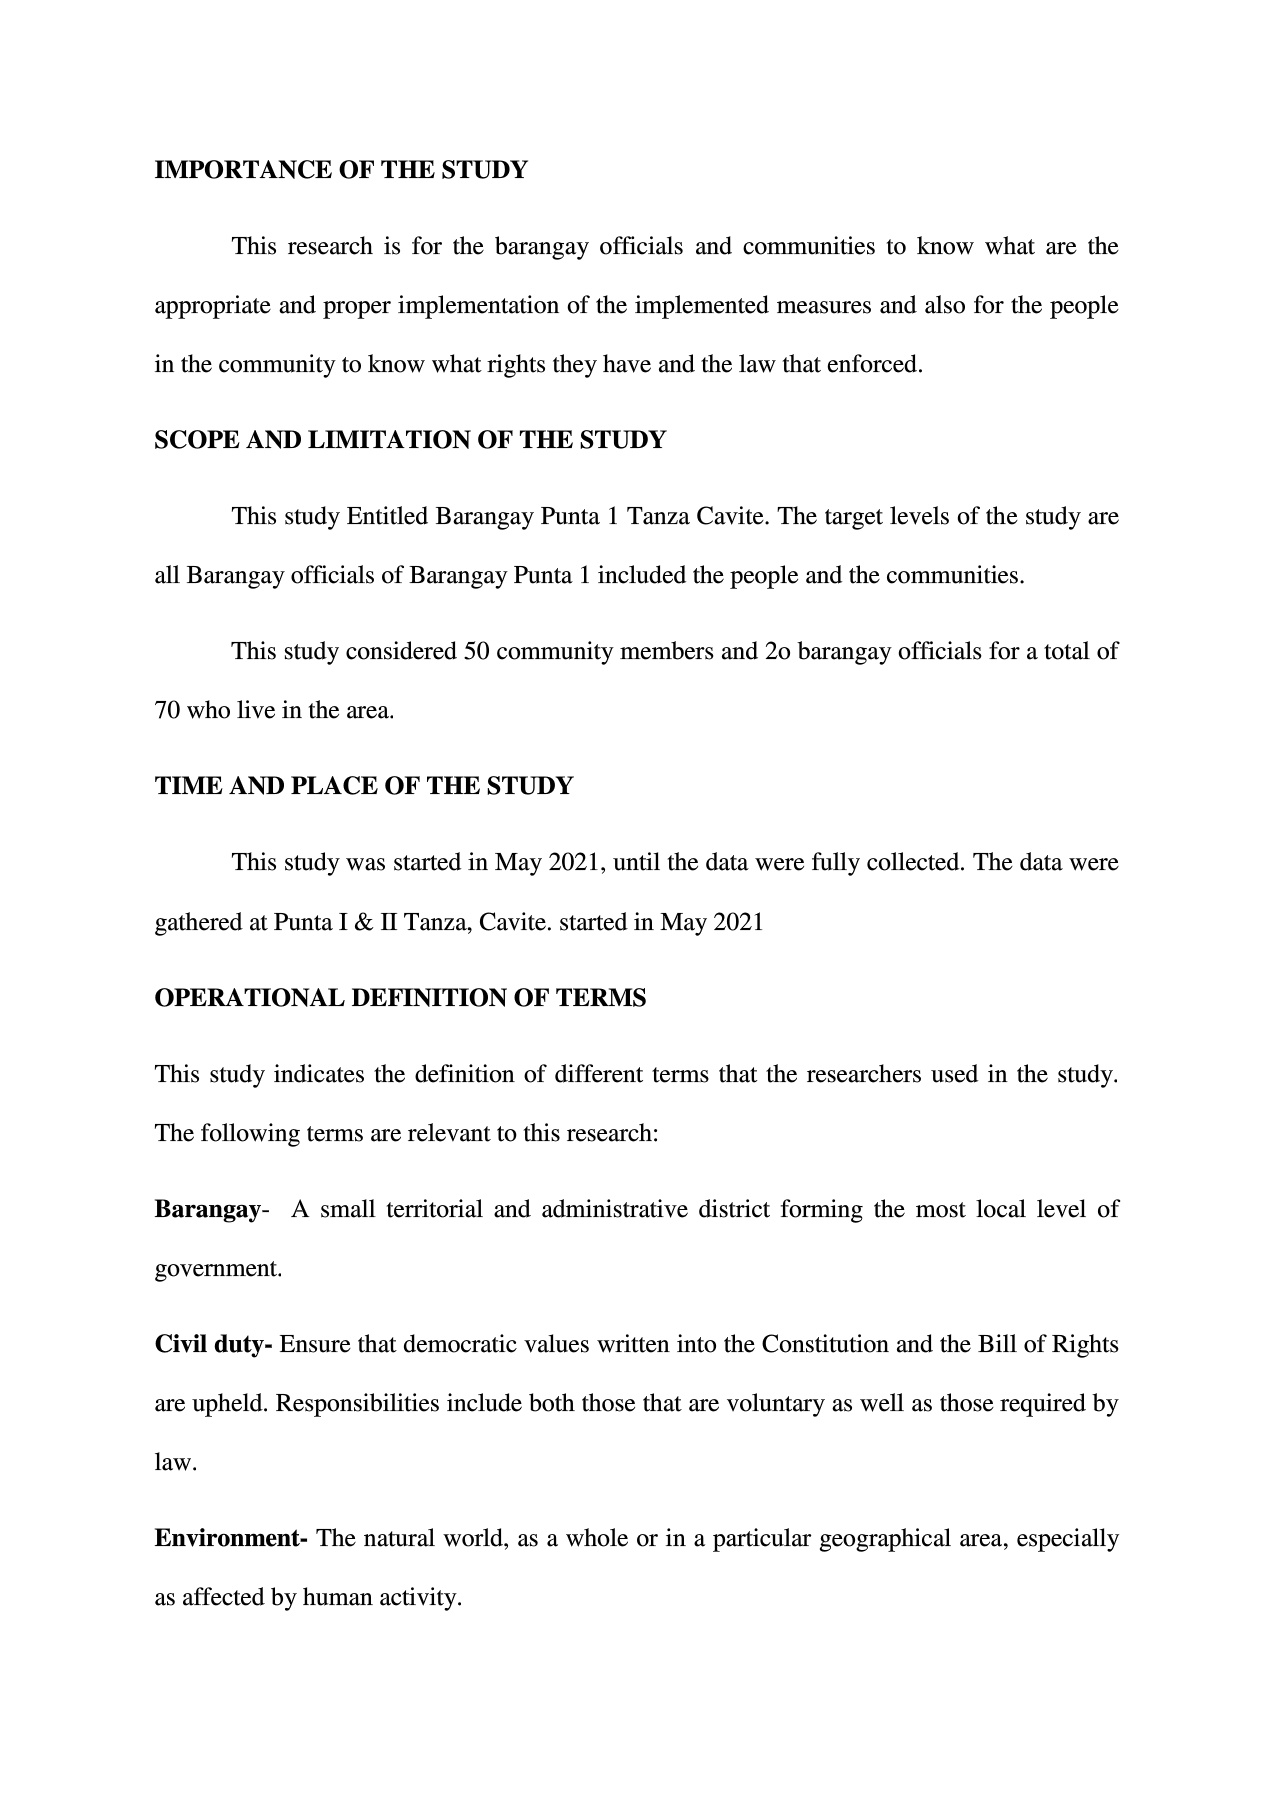 IMPORTANCE OF THE STUDY
This research is for the barangay officials and communities to know what are the
appropriate and proper implementation of the implemented measures and also for the people
in the community to know what rights they have and the law that enforced.
SCOPE AND LIMITATION OF THE STUDY
This study Entitled Barangay Punta 1 Tanza Cavite. The target levels of the study are
all Barangay officials of Barangay Punta 1 included the people and the communities.
This study considered 50 community members and 2o barangay officials for a total of
70 who live in the area.
TIME AND PLACE OF THE STUDY
This study was started in May 2021, until the data were fully collected. The data were
gathered at Punta I & II Tanza, Cavite. started in May 2021
OPERATIONAL DEFINITION OF TERMS
This study indicates the definition of different terms that the researchers used in the study.
The following terms are relevant to this research:
Barangay- A small territorial and administrative district forming the most local level of
government.
Civil duty- Ensure that democratic values written into the Constitution and the Bill of Rights
are upheld. Responsibilities include both those that are voluntary as well as those required by
law.
Environment- The natural world, as a whole or in a particular geographical area, especially
as affected by human activity.